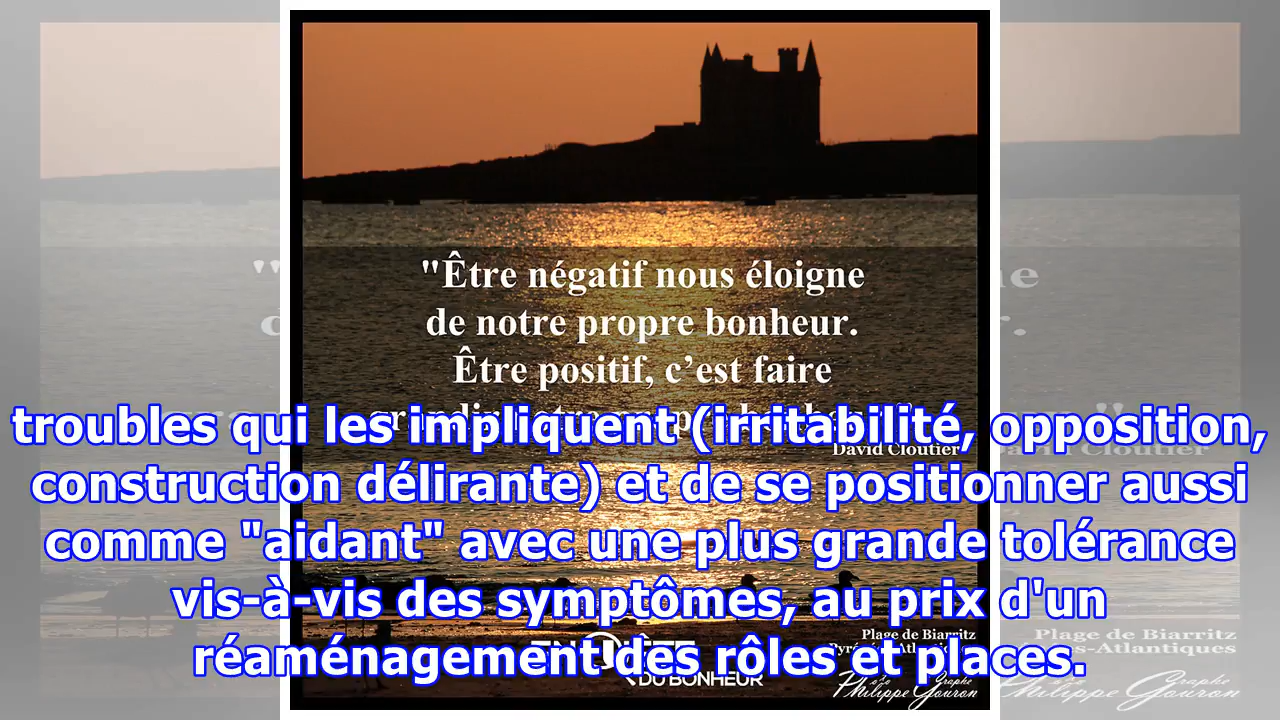 "Être négatif nous éloigne
de notre propre bonheur.
Être positif, c’est faire
David Cloutier
troubles qui les impliquent (irritabilité, opposition,
construction délirante) et de se positionner aussi
comme "aidant" avec une plus grande tolérance
vis-à-vis des symptômes, au prix d'un
réaménagement des rôles et places.
Plage de Biarritz
DU BONHEUR
Philippe Gouron